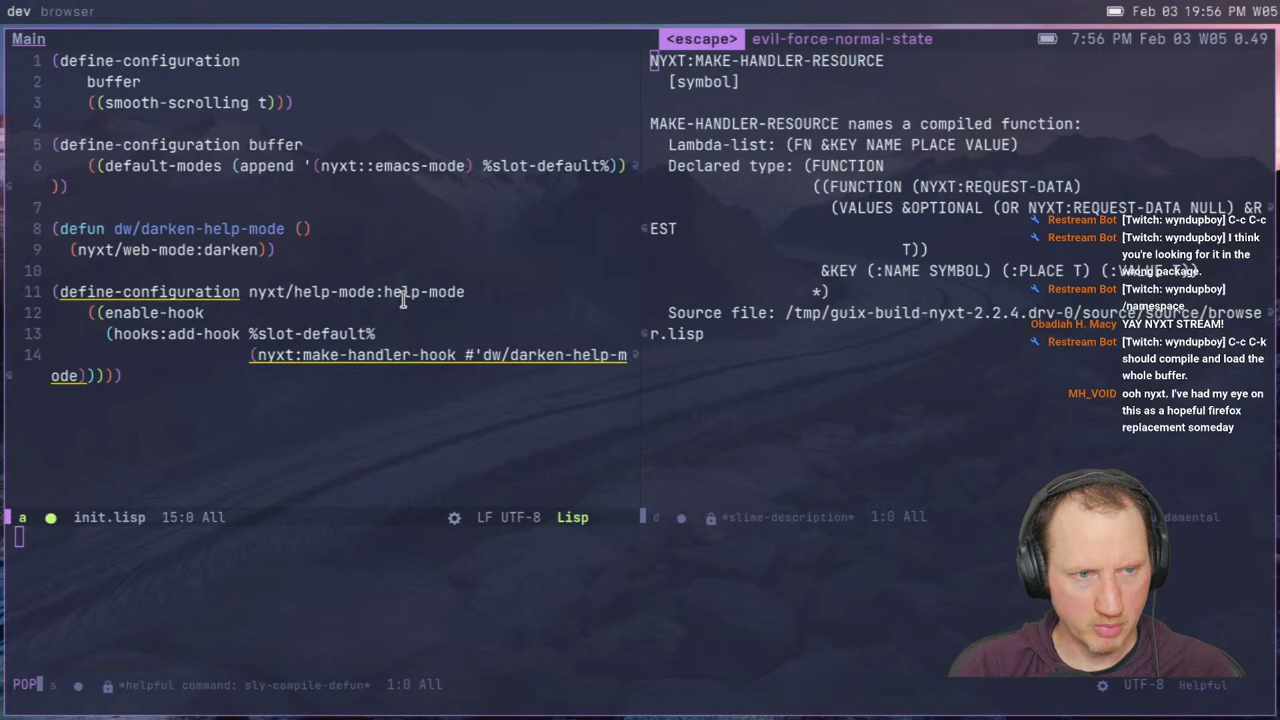 dev browser
Feb 03 19:56 PM W05
Main
<escape> evil-force-normal-state
7:56 PM Feb 03 W05 0.49
1 (define-configuration
2 buffer
3 ((smooth-scrolling t)))
4
5 (define-configuration buffer
6 ((default-modes (append '(nyxt::emacs-mode) %slot-default%))
))
7
8 (defun dw/darken-help-mode ()
9 (nyxt/web-mode:darken))
10
11 (define-configuration nyxt/help-mode:help-mode
12 ((enable-hook
13 (hooks:add-hook %slot-default%
14 (nyxt:make-handler-hook #'dw/darken-help-m
ode)))))
a init.lisp 15:0 All LF UTF-8 Lisp
NYXT:MAKE-HANDLER-RESOURCE
[symbol]
MAKE-HANDLER-RESOURCE names a compiled function:
Lambda-list: (FN &KEY NAME PLACE VALUE)
Declared type: (FUNCTION
((FUNCTION (NYXT:REQUEST-DATA)
(VALUES &OPTIONAL (OR NYXT:REQUEST-DATA NULL) &R
EST
T))
&KEY (:NAME SYMBOL) (:PLACE T) (:VALUE T))
*)
Source file: /tmp/guix-build-nyxt-2.2.4.drv-0/source/source/browse
r.lisp
d *slime-description* 1:0 All damental
Restream Bot [Twitch: wyndupboy] C-c C-c
Restream Bot [Twitch: wyndupboy] I think
you're looking for it in the
wrong package.
Restream Bot [Twitch: wyndupboy]
/namespace
Obadiah H. Macy YAY NYXT STREAM!
Restream Bot [Twitch: wyndupboy] C-c C-k
should compile and load the
whole buffer.
MH_VOID ooh nyxt. I've had my eye on
this as a hopeful firefox
replacement someday
POP s *helpful command: sly-compile-defun* 1:0 All UTF-8 Helpful